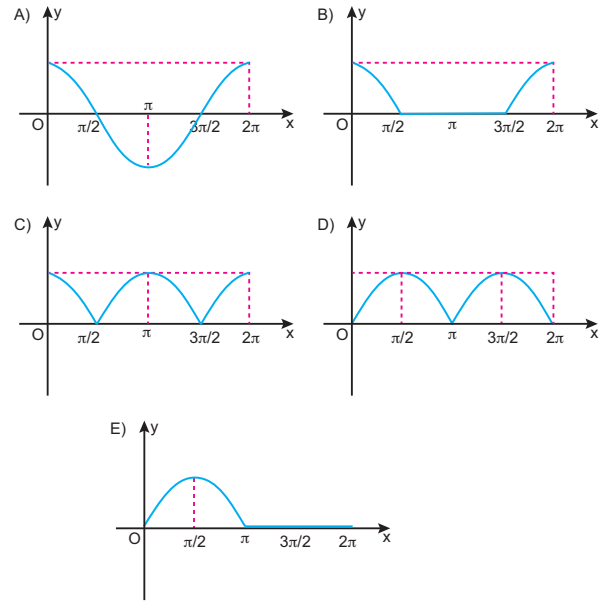 A) y
π
O π/2 3π/2 2π x
B) y
O π/2 π 3π/2 2π x
C) y
O π/2 π 3π/2 2π x
D) y
O π/2 π 3π/2 2π x
E) y
O π/2 π 3π/2 2π x